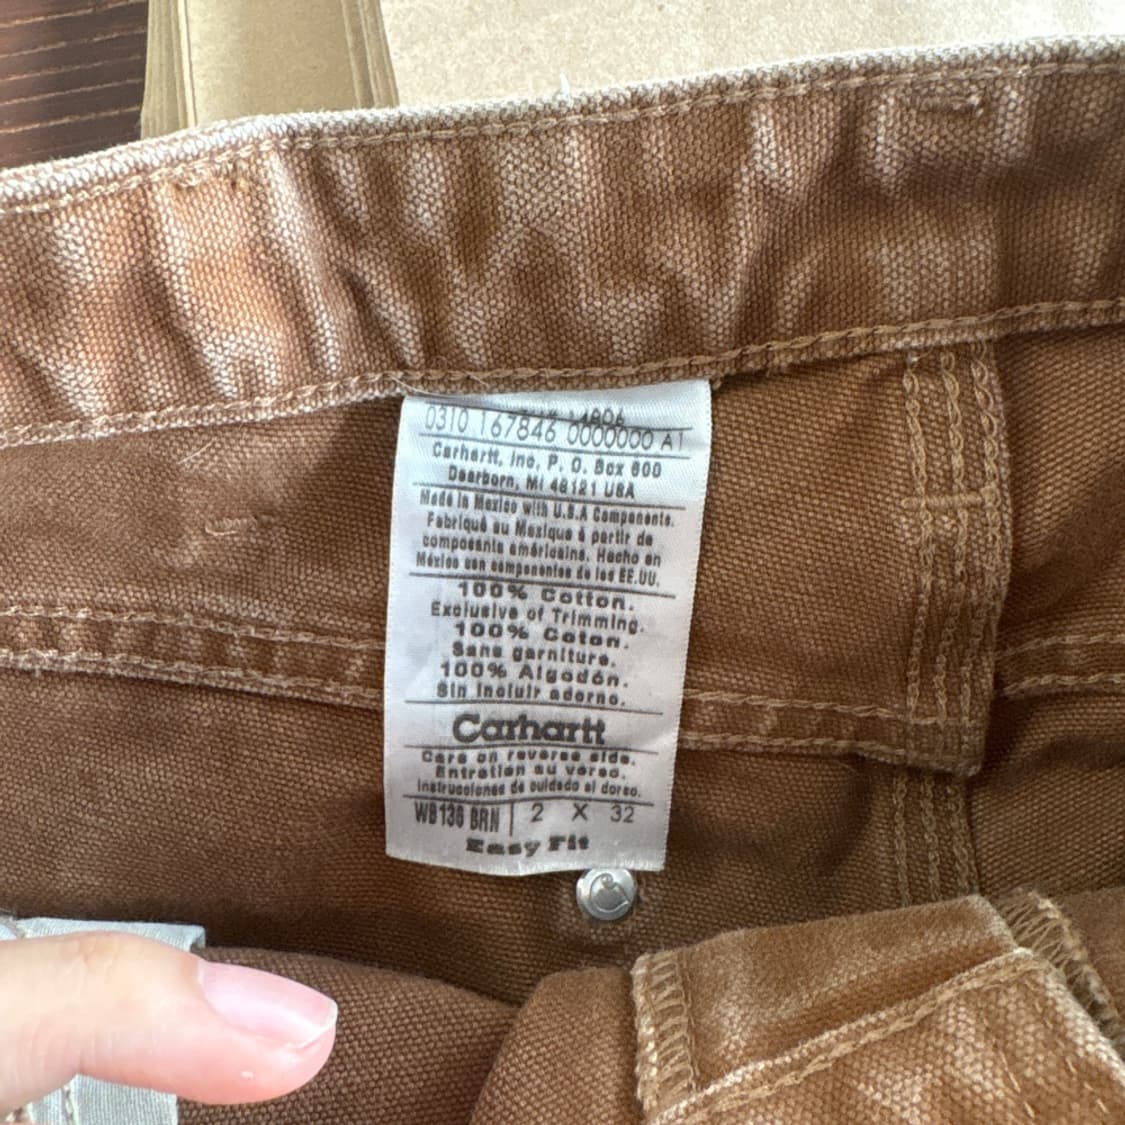 0310 167846 0000000 A1
Carhartt, Inc. P. O. Box 600
Dearborn, MI 48121 USA
Made in Mexico with U.S.A Components.
Fabriqué au Mexique à partir de
composants américains. Hecho en
México con componentes de los EE.UU.
100% Cotton.
Exclusive of Trimming.
100% Coton.
Sans garniture.
100% Algodón.
Sin incluir adorno.
Carhartt
Care on reverse side.
Entretien au verso.
Instrucciones de cuidado al dorso.
WB136 BRN 2 X 32
Easy Fit